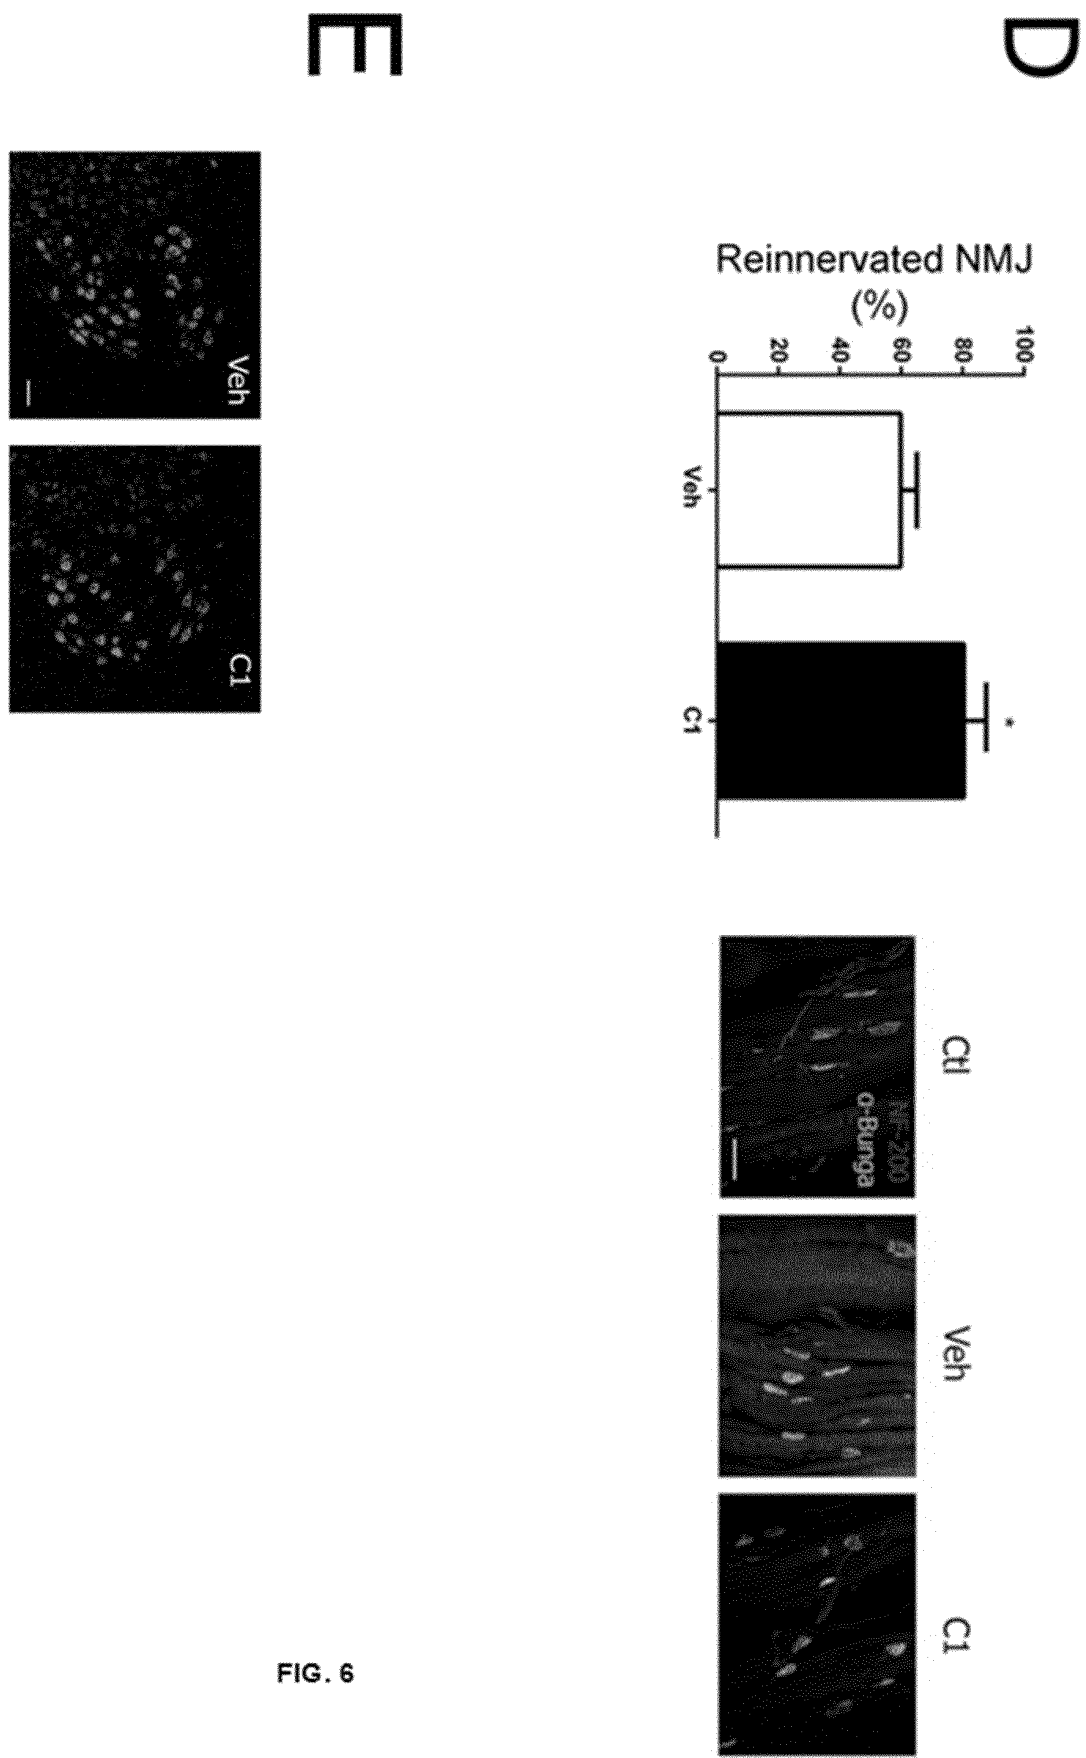 D
Reinnervated NMJ
(%)
100
80
60
40
20
0
Veh
C1
*
Ctl
Veh
C1
NF-200
α-Bunga
E
Veh
C1
FIG. 6